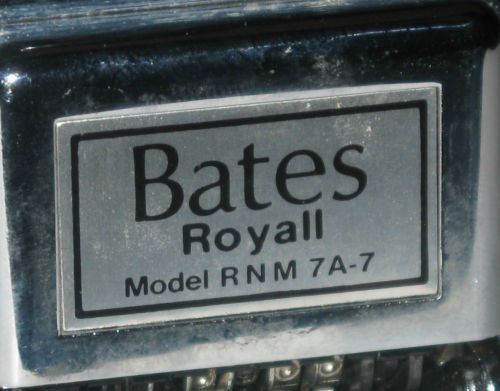 Bates
Royall
Model RNM 7A-7